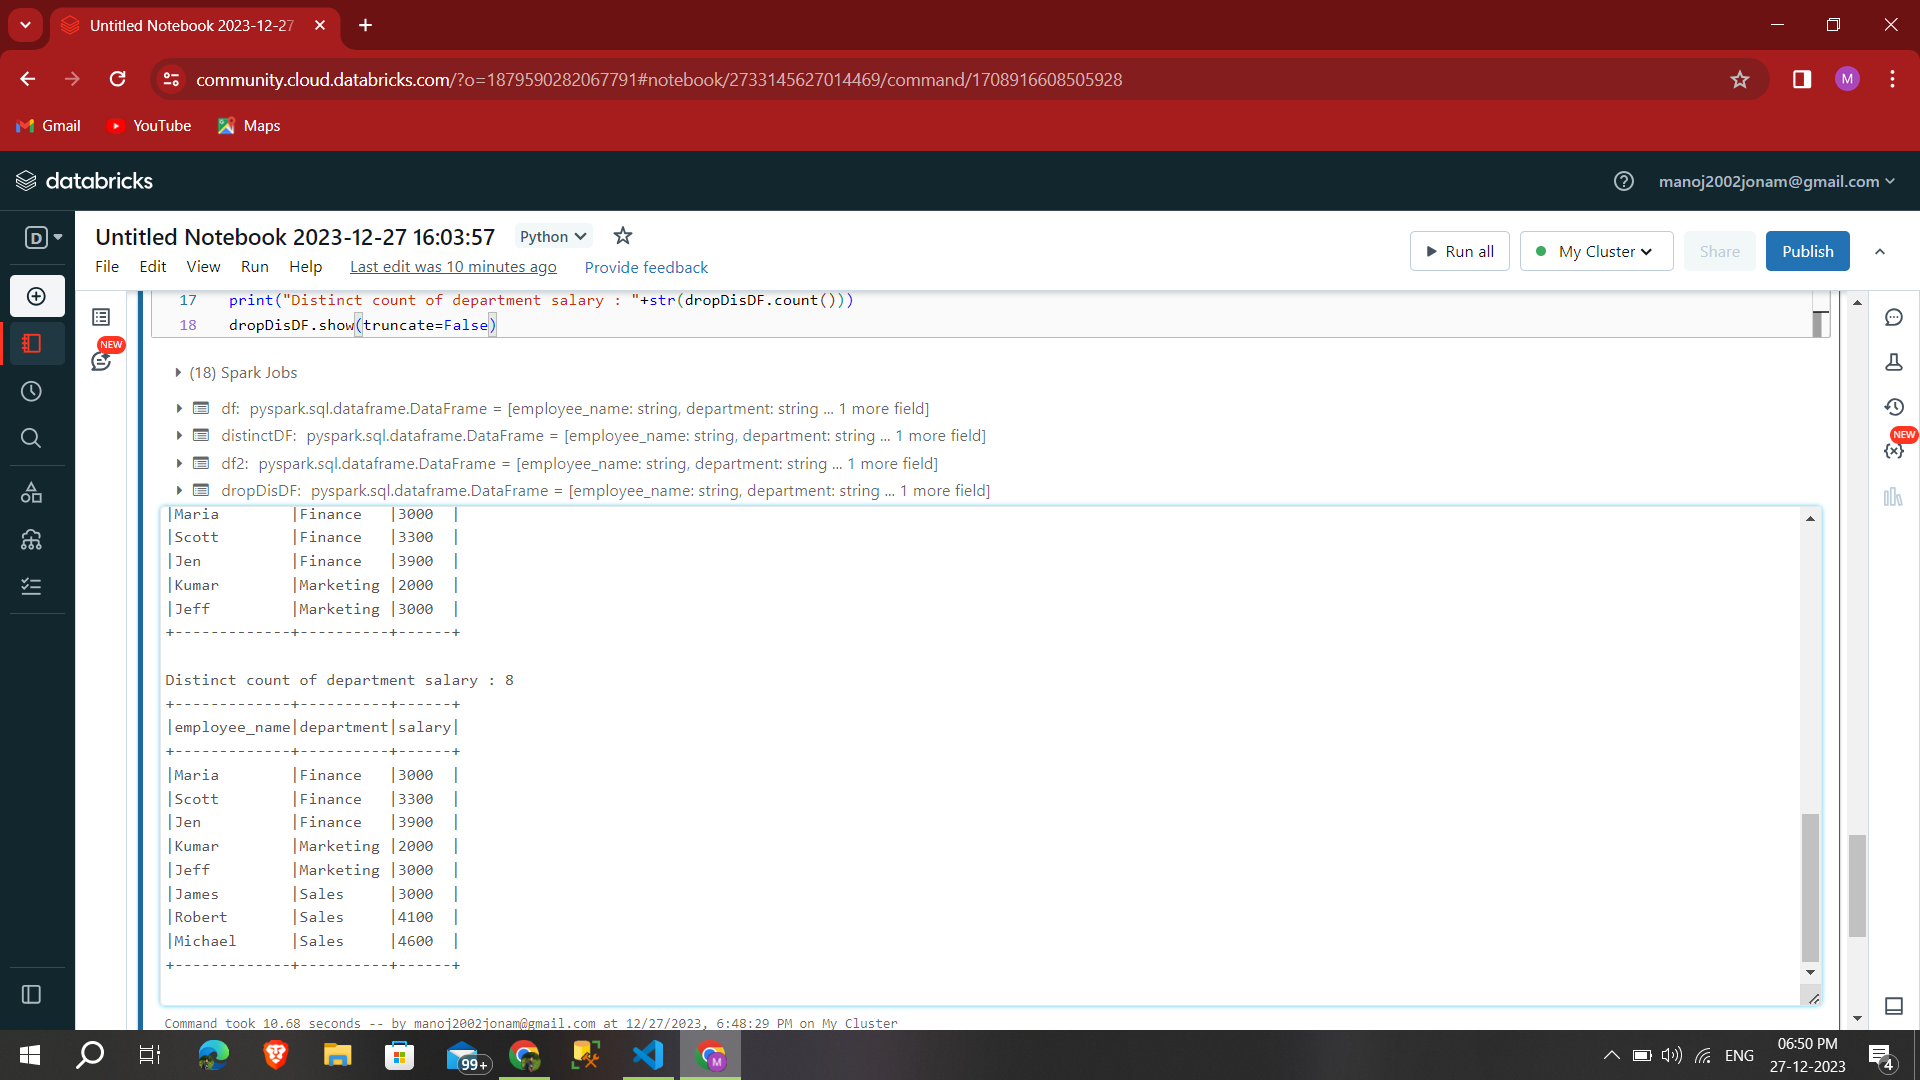 Untitled Notebook 2023-12-27
community.cloud.databricks.com/?o=1879590282067791#notebook/2733145627014469/command/1708916608505928
M
Gmail
YouTube
Maps
databricks
manoj2002jonam@gmail.com
D
Untitled Notebook 2023-12-27 16:03:57
Python
File Edit View Run Help
Last edit was 10 minutes ago
Provide feedback
Run all
My Cluster
Share
Publish
NEW
NEW
17 print("Distinct count of department salary : "+str(dropDisDF.count()))
18 dropDisDF.show(truncate=False)
(18) Spark Jobs
df: pyspark.sql.dataframe.DataFrame = [employee_name: string, department: string ... 1 more field]
distinctDF: pyspark.sql.dataframe.DataFrame = [employee_name: string, department: string ... 1 more field]
df2: pyspark.sql.dataframe.DataFrame = [employee_name: string, department: string ... 1 more field]
dropDisDF: pyspark.sql.dataframe.DataFrame = [employee_name: string, department: string ... 1 more field]
|Maria        |Finance   |3000  |
|Scott        |Finance   |3300  |
|Jen          |Finance   |3900  |
|Kumar        |Marketing |2000  |
|Jeff         |Marketing |3000  |
+-------------+----------+------+
Distinct count of department salary : 8
+-------------+----------+------+
|employee_name|department|salary|
+-------------+----------+------+
|Maria        |Finance   |3000  |
|Scott        |Finance   |3300  |
|Jen          |Finance   |3900  |
|Kumar        |Marketing |2000  |
|Jeff         |Marketing |3000  |
|James        |Sales     |3000  |
|Robert       |Sales     |4100  |
|Michael      |Sales     |4600  |
+-------------+----------+------+
Command took 10.68 seconds -- by manoj2002jonam@gmail.com at 12/27/2023, 6:48:29 PM on My Cluster
99+
M
ENG
06:50 PM
27-12-2023
4